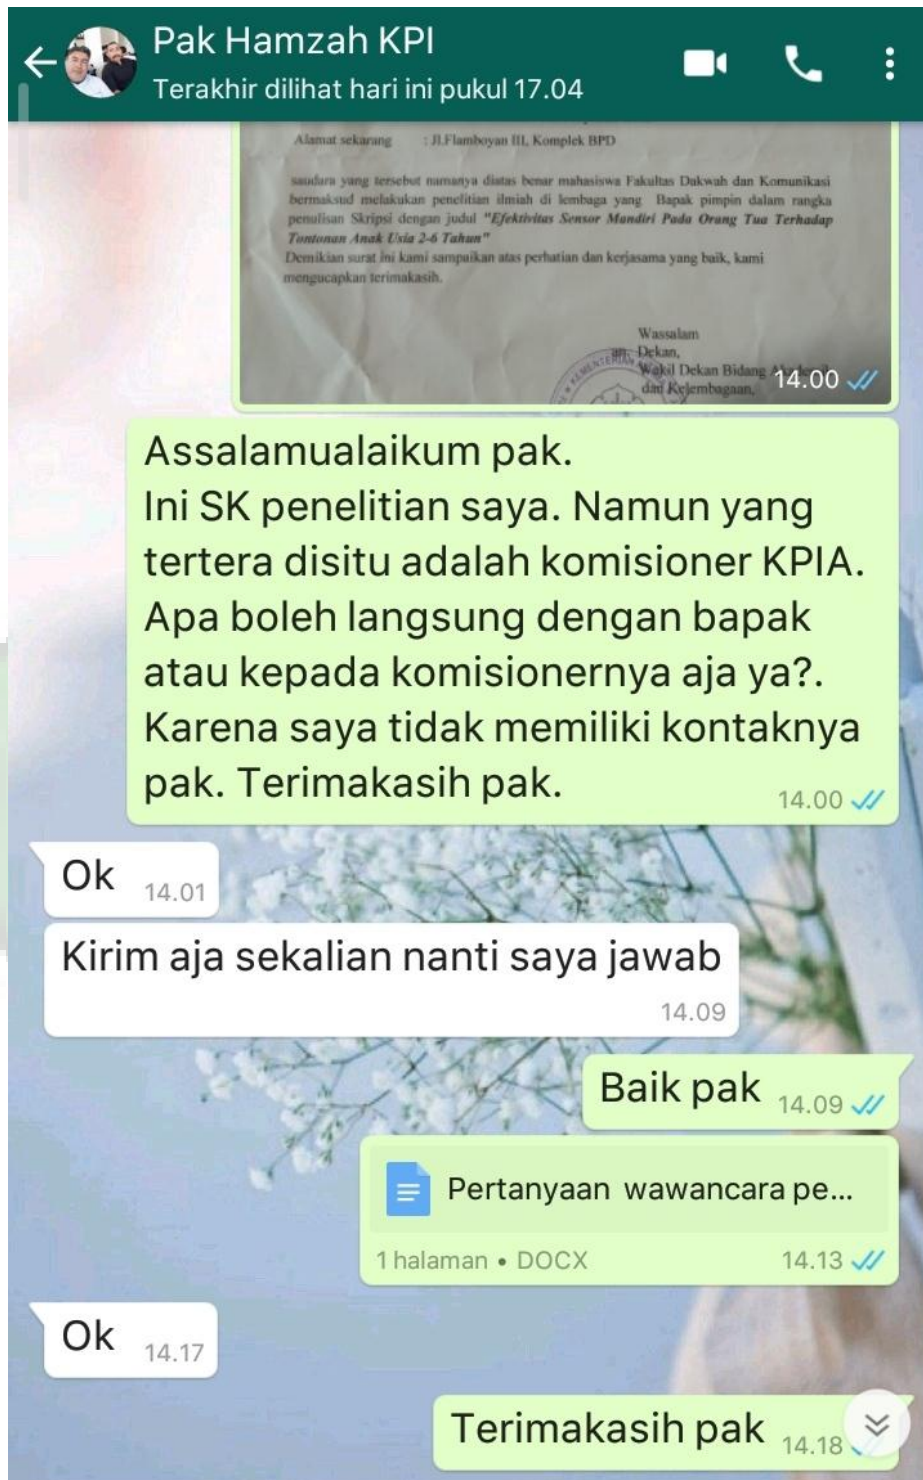 Pak Hamzah KPI
Terakhir dilihat hari ini pukul 17.04
Alamat sekarang : Jl.Flamboyan III, Komplek BPD
saudara yang tersebut namanya diatas benar mahasiswa Fakultas Dakwah dan Komunikasi
bermaksud melakukan penelitian ilmiah di lembaga yang Bapak pimpin dalam rangka
penulisan Skripsi dengan judul "Efektivitas Sensor Mandiri Pada Orang Tua Terhadap
Tontonan Anak Usia 2-6 Tahun"
Demikian surat ini kami sampaikan atas perhatian dan kerjasama yang baik, kami
mengucapkan terimakasih.
Wassalam
an. Dekan,
Wakil Dekan Bidang
dan Kelembagaan,
14.00
Assalamualaikum pak.
Ini SK penelitian saya. Namun yang
tertera disitu adalah komisioner KPIA.
Apa boleh langsung dengan bapak
atau kepada komisionernya aja ya?.
Karena saya tidak memiliki kontaknya
pak. Terimakasih pak.
14.00
Ok 14.01
Kirim aja sekalian nanti saya jawab
14.09
Baik pak 14.09
Pertanyaan wawancara pe...
1 halaman • DOCX 14.13
Ok 14.17
Terimakasih pak 14.18